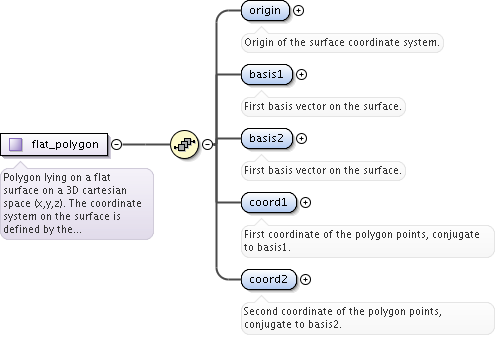 origin
Origin of the surface coordinate system.
basis1
First basis vector on the surface.
basis2
First basis vector on the surface.
flat_polygon
Polygon lying on a flat
surface on a 3D cartesian
space (x,y,z). The coordinate
system on the surface is
defined by the...
coord1
First coordinate of the polygon points, conjugate
to basis1.
coord2
Second coordinate of the polygon points,
conjugate to basis2.